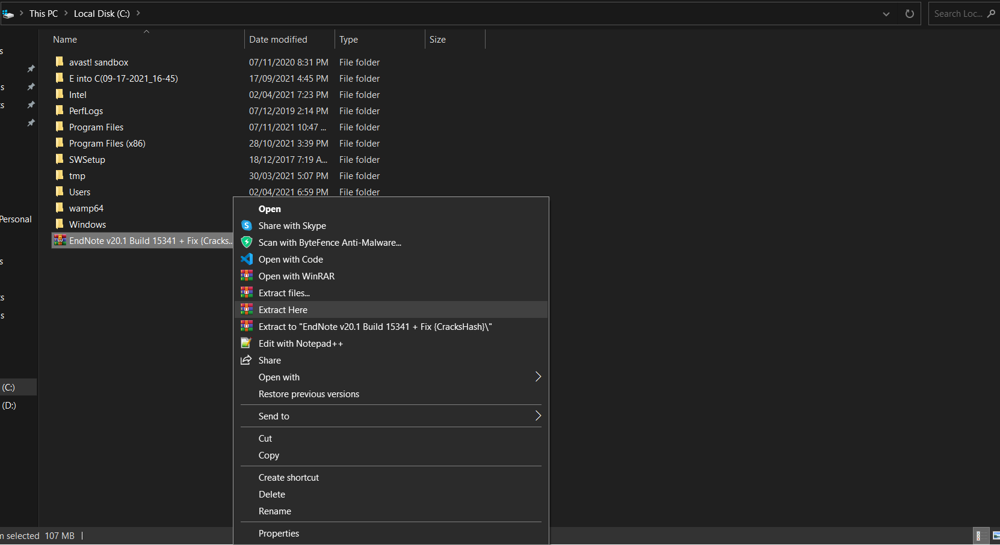 This PC > Local Disk (C:) >
Search Loc...
Name Date modified Type Size
avast! sandbox 07/11/2020 8:31 PM File folder
E into C(09-17-2021_16-45) 17/09/2021 4:45 PM File folder
Intel 02/04/2021 7:23 PM File folder
PerfLogs 07/12/2019 2:14 PM File folder
Program Files 07/11/2021 10:47 ... File folder
Program Files (x86) 28/10/2021 3:39 PM File folder
SWSetup 18/12/2017 7:19 A... File folder
tmp 30/03/2021 5:07 PM File folder
Users 02/04/2021 6:59 PM File folder
wamp64
Windows
EndNote v20.1 Build 15341 + Fix {Cracks...
s
s
ts
Personal
s
ts
s
(C:)
(D:)
Open
Share with Skype
Scan with ByteFence Anti-Malware...
Open with Code
Open with WinRAR
Extract files...
Extract Here
Extract to "EndNote v20.1 Build 15341 + Fix {CracksHash}\"
Edit with Notepad++
Share
Open with
Restore previous versions
Send to
Cut
Copy
Create shortcut
Delete
Rename
Properties
m selected 107 MB